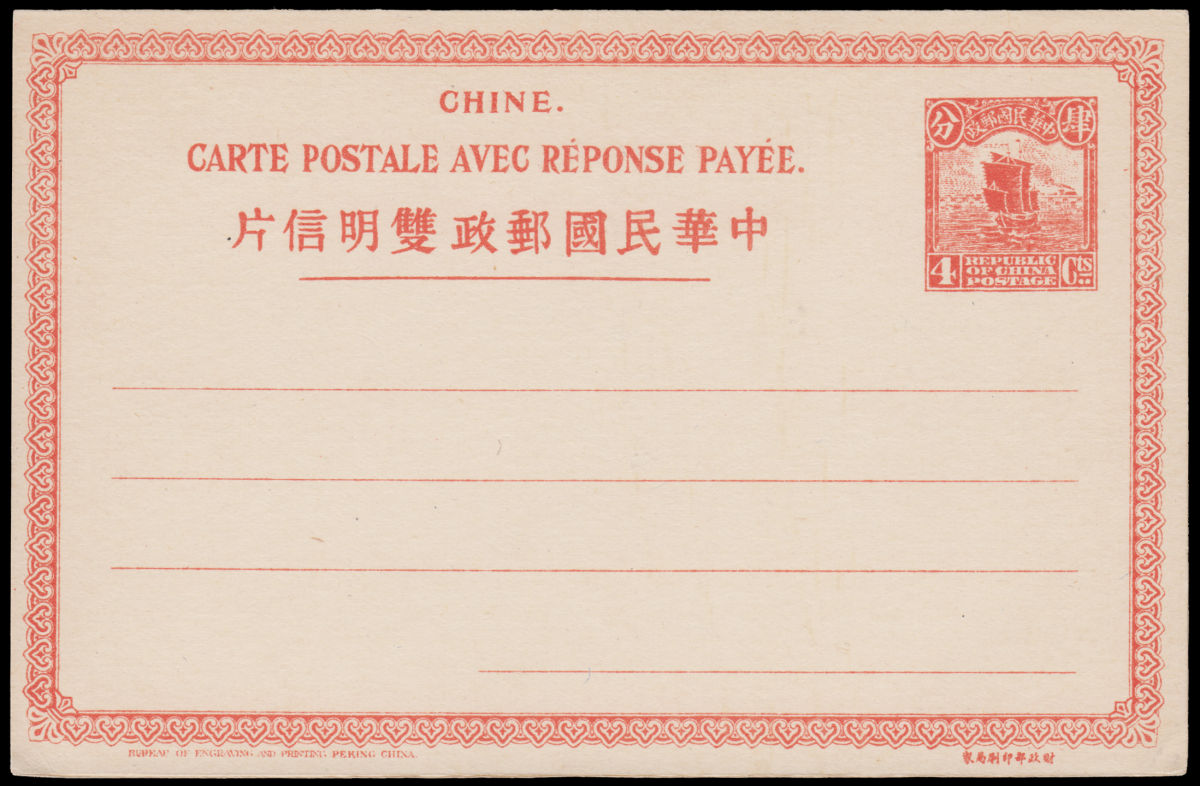 CHINE.
CARTE POSTALE AVEC RÉPONSE PAYÉE.
中華民國郵政雙明信片
中華民國郵政
肆分
4 Cts
REPUBLIC
OF CHINA
POSTAGE
BUREAU OF ENGRAVING AND PRINTING, PEKING CHINA.
財政部印刷局製